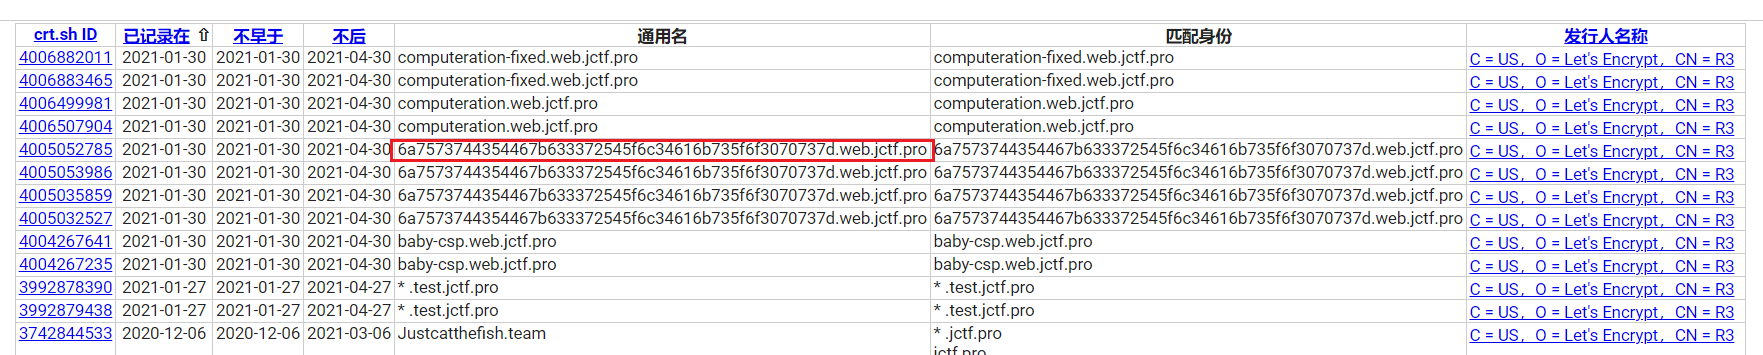 crt.sh ID 已记录在 ⇧ 不早于 不后 通用名 匹配身份 发行人名称
4006882011 2021-01-30 2021-01-30 2021-04-30 computeration-fixed.web.jctf.pro computeration-fixed.web.jctf.pro C = US，O = Let's Encrypt，CN = R3
4006883465 2021-01-30 2021-01-30 2021-04-30 computeration-fixed.web.jctf.pro computeration-fixed.web.jctf.pro C = US，O = Let's Encrypt，CN = R3
4006499981 2021-01-30 2021-01-30 2021-04-30 computeration.web.jctf.pro computeration.web.jctf.pro C = US，O = Let's Encrypt，CN = R3
4006507904 2021-01-30 2021-01-30 2021-04-30 computeration.web.jctf.pro computeration.web.jctf.pro C = US，O = Let's Encrypt，CN = R3
4005052785 2021-01-30 2021-01-30 2021-04-30 6a7573744354467b633372545f6c34616b735f6f3070737d.web.jctf.pro 6a7573744354467b633372545f6c34616b735f6f3070737d.web.jctf.pro C = US，O = Let's Encrypt，CN = R3
4005053986 2021-01-30 2021-01-30 2021-04-30 6a7573744354467b633372545f6c34616b735f6f3070737d.web.jctf.pro 6a7573744354467b633372545f6c34616b735f6f3070737d.web.jctf.pro C = US，O = Let's Encrypt，CN = R3
4005035859 2021-01-30 2021-01-30 2021-04-30 6a7573744354467b633372545f6c34616b735f6f3070737d.web.jctf.pro 6a7573744354467b633372545f6c34616b735f6f3070737d.web.jctf.pro C = US，O = Let's Encrypt，CN = R3
4005032527 2021-01-30 2021-01-30 2021-04-30 6a7573744354467b633372545f6c34616b735f6f3070737d.web.jctf.pro 6a7573744354467b633372545f6c34616b735f6f3070737d.web.jctf.pro C = US，O = Let's Encrypt，CN = R3
4004267641 2021-01-30 2021-01-30 2021-04-30 baby-csp.web.jctf.pro baby-csp.web.jctf.pro C = US，O = Let's Encrypt，CN = R3
4004267235 2021-01-30 2021-01-30 2021-04-30 baby-csp.web.jctf.pro baby-csp.web.jctf.pro C = US，O = Let's Encrypt，CN = R3
3992878390 2021-01-27 2021-01-27 2021-04-27 * .test.jctf.pro * .test.jctf.pro C = US，O = Let's Encrypt，CN = R3
3992879438 2021-01-27 2021-01-27 2021-04-27 * .test.jctf.pro * .test.jctf.pro C = US，O = Let's Encrypt，CN = R3
3742844533 2020-12-06 2020-12-06 2021-03-06 Justcatthefish.team * .jctf.pro C = US，O = Let's Encrypt，CN = R3
jctf.pro